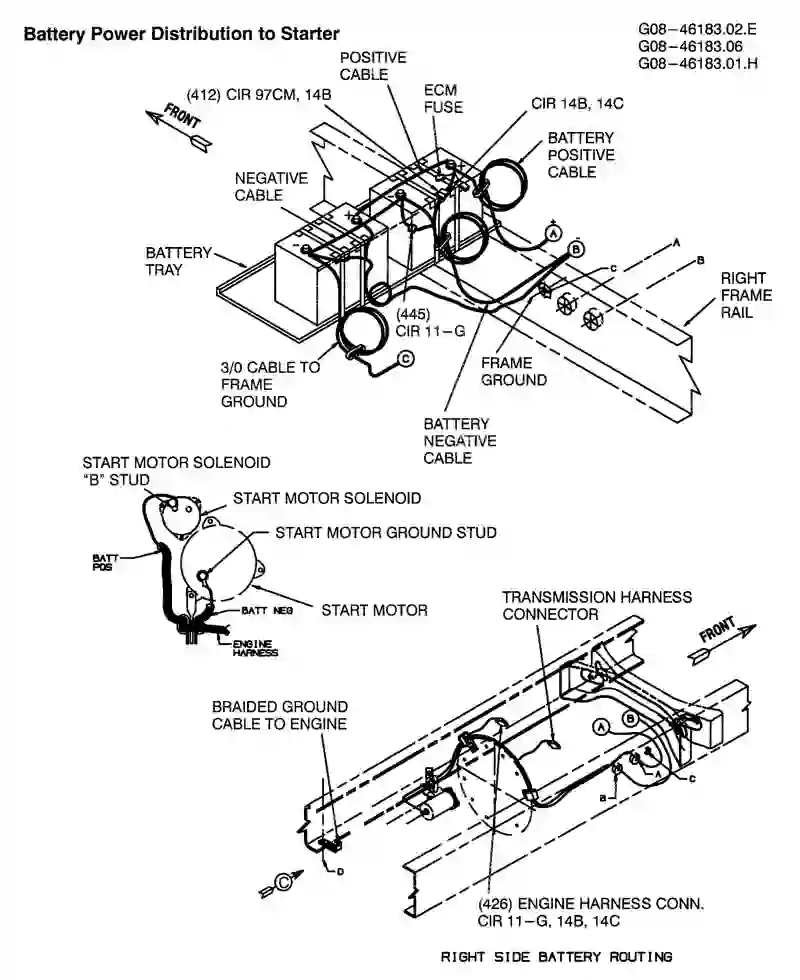 Battery Power Distribution to Starter
G08-46183.02.E
G08-46183.06
G08-46183.01.H
POSITIVE
CABLE
(412) CIR 97CM, 14B
ECM
FUSE
CIR 14B, 14C
FRONT
BATTERY
POSITIVE
CABLE
NEGATIVE
CABLE
+
-
+
-
+
A
-
B
A
B
C
BATTERY
TRAY
RIGHT
FRAME
RAIL
(445)
CIR 11-G
C
3/0 CABLE TO
FRAME
GROUND
FRAME
GROUND
BATTERY
NEGATIVE
CABLE
START MOTOR SOLENOID
"B" STUD
START MOTOR SOLENOID
START MOTOR GROUND STUD
BATT
POS
BATT NEG
START MOTOR
ENGINE
HARNESS
TRANSMISSION HARNESS
CONNECTOR
FRONT
BRAIDED GROUND
CABLE TO ENGINE
A
B
A
C
B
D
C
(426) ENGINE HARNESS CONN.
CIR 11-G, 14B, 14C
RIGHT SIDE BATTERY ROUTING